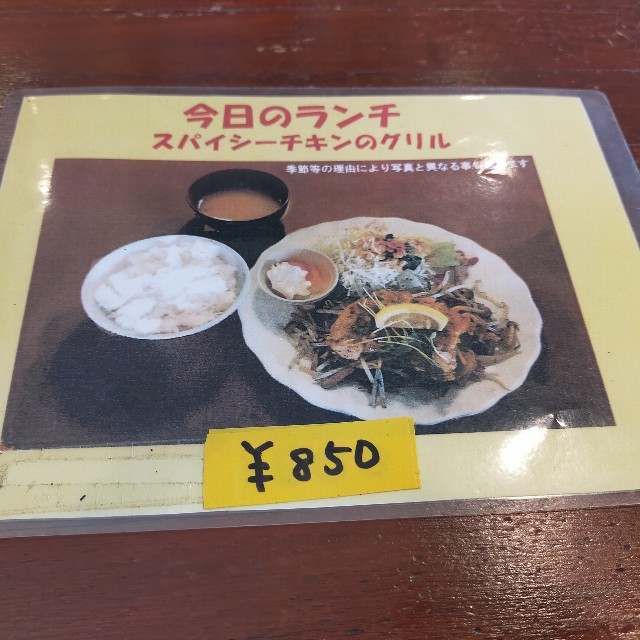 今日のランチ
スパイシーチキンのグリル
季節等の理由により写真と異なる事
¥850